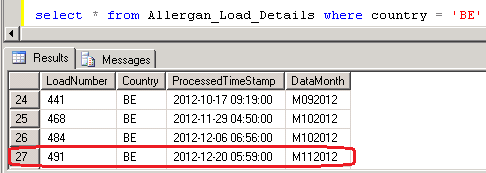 select * from Allergan_Load_Details where country = 'BE'
Results Messages
LoadNumber Country ProcessedTimeStamp DataMonth
24 441 BE 2012-10-17 09:19:00 M092012
25 468 BE 2012-11-29 04:50:00 M102012
26 484 BE 2012-12-06 06:56:00 M102012
27 491 BE 2012-12-20 05:59:00 M112012